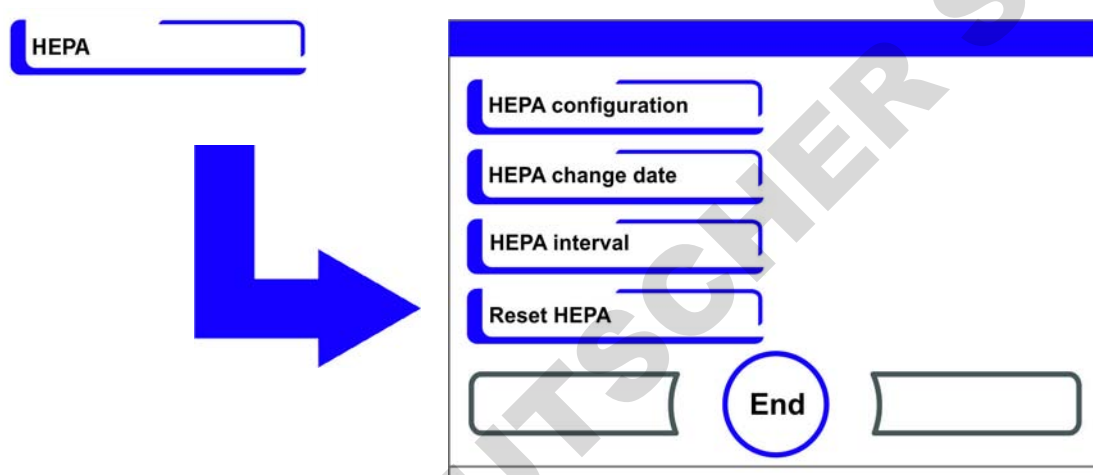 HEPA
HEPA configuration
HEPA change date
HEPA interval
Reset HEPA
End